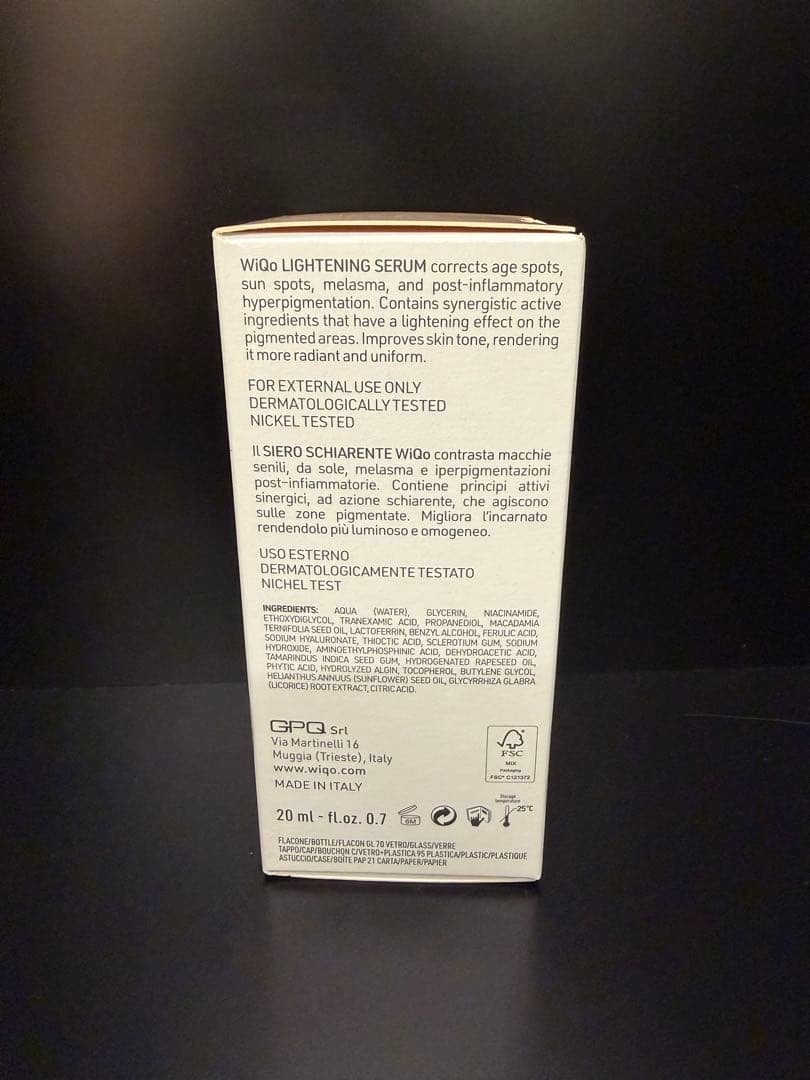 WiQo LIGHTENING SERUM corrects age spots,
sun spots, melasma, and post-inflammatory
hyperpigmentation. Contains synergistic active
ingredients that have a lightening effect on the
pigmented areas. Improves skin tone, rendering
it more radiant and uniform.
FOR EXTERNAL USE ONLY
DERMATOLOGICALLY TESTED
NICKEL TESTED
Il SIERO SCHIARENTE WiQo contrasta macchie
senili, da sole, melasma e iperpigmentazioni
post-infiammatorie. Contiene principi attivi
sinergici, ad azione schiarente, che agiscono
sulle zone pigmentate. Migliora l'incarnato
rendendolo più luminoso e omogeneo.
USO ESTERNO
DERMATOLOGICAMENTE TESTATO
NICHEL TEST
INGREDIENTS: AQUA (WATER), GLYCERIN, NIACINAMIDE,
ETHOXYDIGLYCOL, TRANEXAMIC ACID, PROPANEDIOL, MACADAMIA
TERNIFOLIA SEED OIL, LACTOFERRIN, BENZYL ALCOHOL, FERULIC ACID,
SODIUM HYALURONATE, THIOCTIC ACID, SCLEROTIUM GUM, SODIUM
HYDROXIDE, AMINOETHYLPHOSPHINIC ACID, DEHYDROACETIC ACID,
TAMARINDUS INDICA SEED GUM, HYDROGENATED RAPESEED OIL,
PHYTIC ACID, HYDROLYZED ALGIN, TOCOPHEROL, BUTYLENE GLYCOL,
HELIANTHUS ANNUUS (SUNFLOWER) SEED OIL, GLYCYRRHIZA GLABRA
(LICORICE) ROOT EXTRACT, CITRIC ACID.
GPQ Srl
Via Martinelli 16
Muggia (Trieste), Italy
www.wiqo.com
MADE IN ITALY
FSC
MIX
Packaging
FSC® C121372
20 ml - fl.oz. 0.7
6M
Storage
temperature
25°C
FLACONE/BOTTLE/FLACON GL 70 VETRO/GLASS/VERRE
TAPPO/CAP/BOUCHON C/VETRO+PLASTICA 95 PLASTICA/PLASTIC/PLASTIQUE
ASTUCCIO/CASE/BOITE PAP 21 CARTA/PAPER/PAPIER